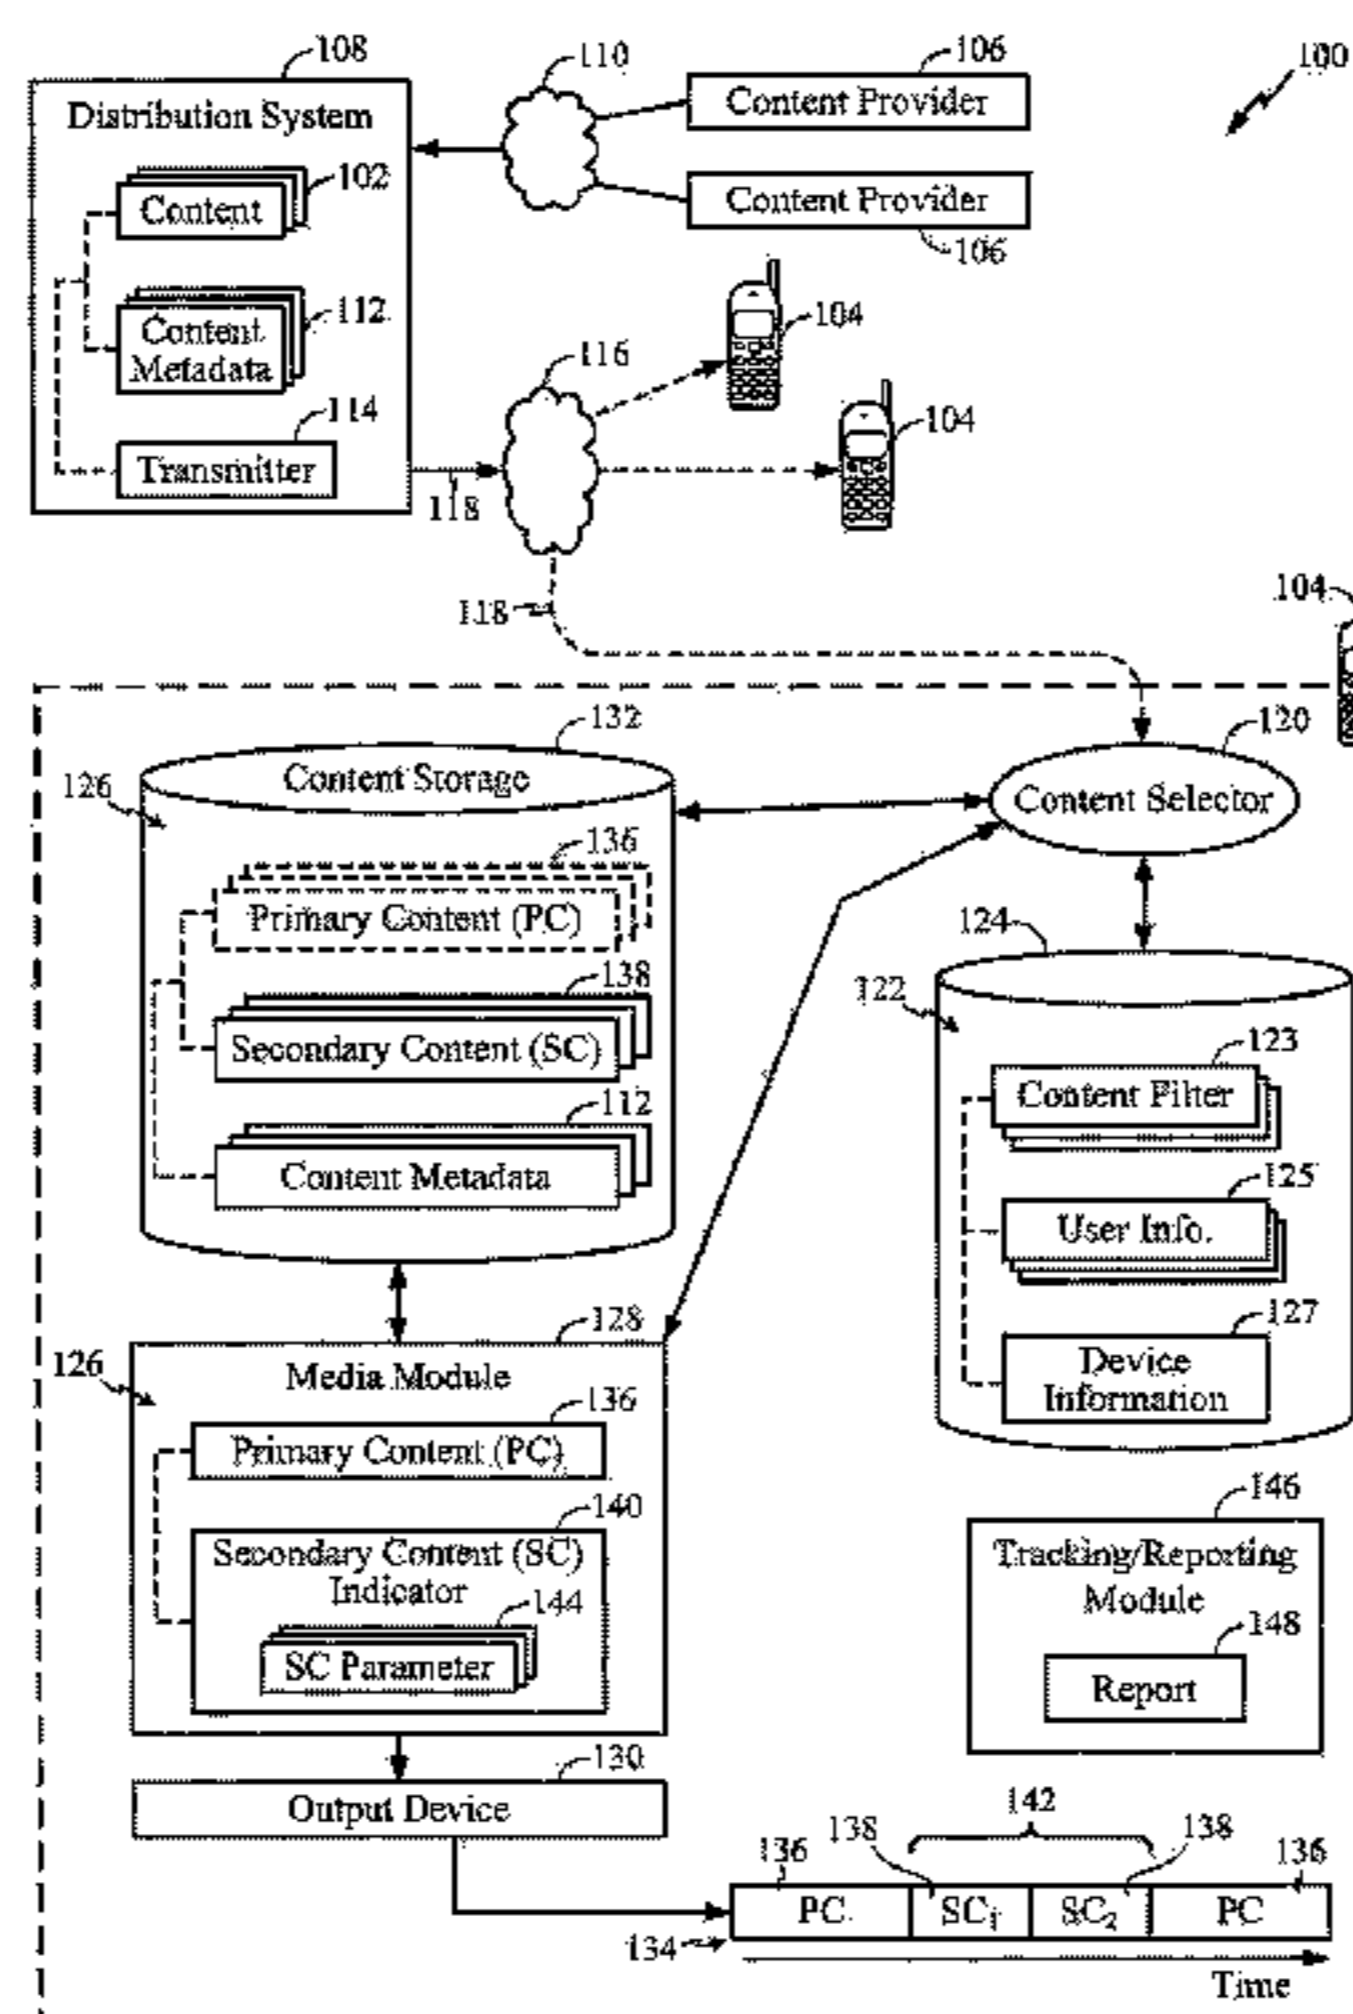 108
110
106
100
Distribution System
Content Provider
102
Content
Content Provider
106
112
Content
Metadata
104
116
114
104
Transmitter
118
118
104
132
120
Content Storage
126
Content Selector
136
Primary Content (PC)
124
138
122
Secondary Content (SC)
123
Content Filter
112
Content Metadata
125
User Info.
128
127
126
Media Module
Device
Information
136
Primary Content (PC)
146
140
Secondary Content (SC)
Indicator
Tracking/Reporting
Module
144
148
SC Parameter
Report
130
Output Device
142
136
138
138
136
PC
SC1
SC2
PC
134
Time